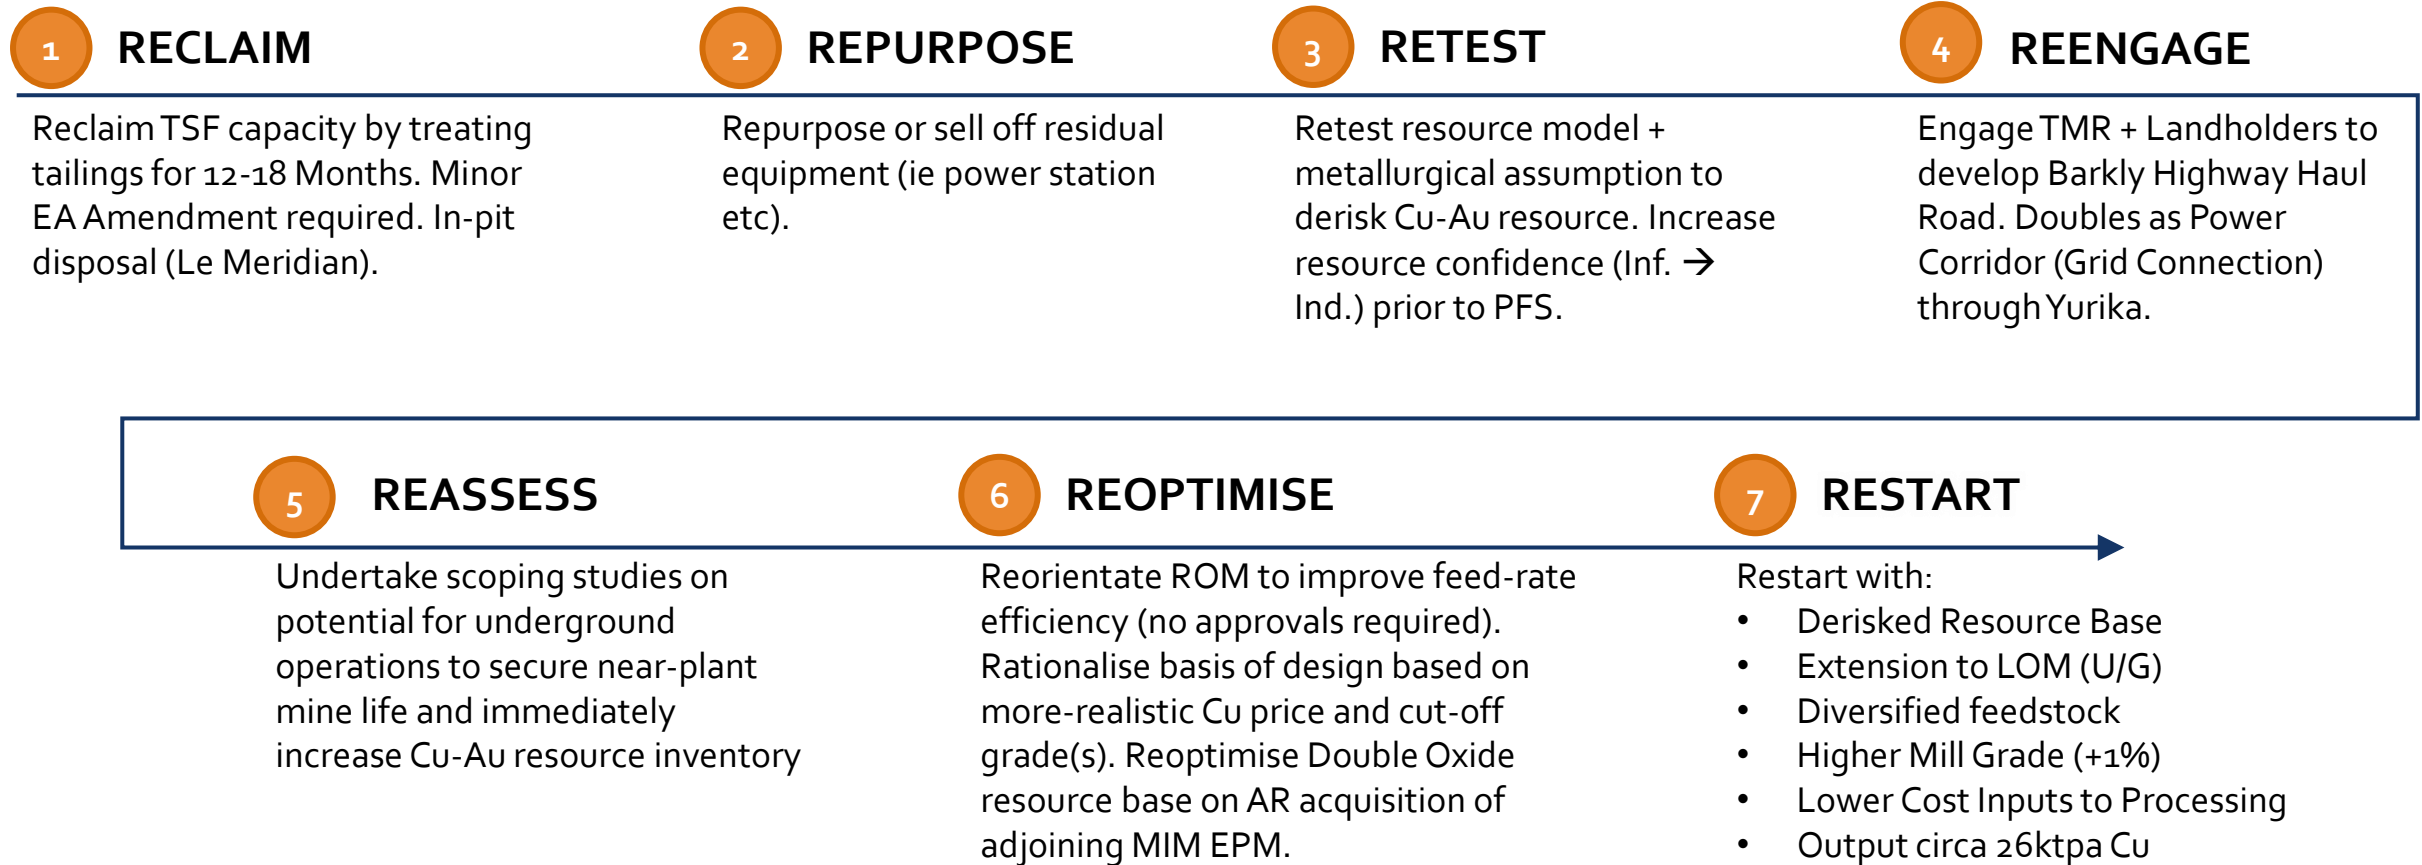 1 RECLAIM
Reclaim TSF capacity by treating
tailings for 12-18 Months. Minor
EA Amendment required. In-pit
disposal (Le Meridian).
2 REPURPOSE
Repurpose or sell off residual
equipment (ie power station
etc).
3 RETEST
Retest resource model +
metallurgical assumption to
derisk Cu-Au resource. Increase
resource confidence (Inf. →
Ind.) prior to PFS.
4 REENGAGE
Engage TMR + Landholders to
develop Barkly Highway Haul
Road. Doubles as Power
Corridor (Grid Connection)
through Yurika.
5 REASSESS
Undertake scoping studies on
potential for underground
operations to secure near-plant
mine life and immediately
increase Cu-Au resource inventory
6 REOPTIMISE
Reorientate ROM to improve feed-rate
efficiency (no approvals required).
Rationalise basis of design based on
more-realistic Cu price and cut-off
grade(s). Reoptimise Double Oxide
resource base on AR acquisition of
adjoining MIM EPM.
7 RESTART
Restart with:
• Derisked Resource Base
• Extension to LOM (U/G)
• Diversified feedstock
• Higher Mill Grade (+1%)
• Lower Cost Inputs to Processing
• Output circa 26ktpa Cu